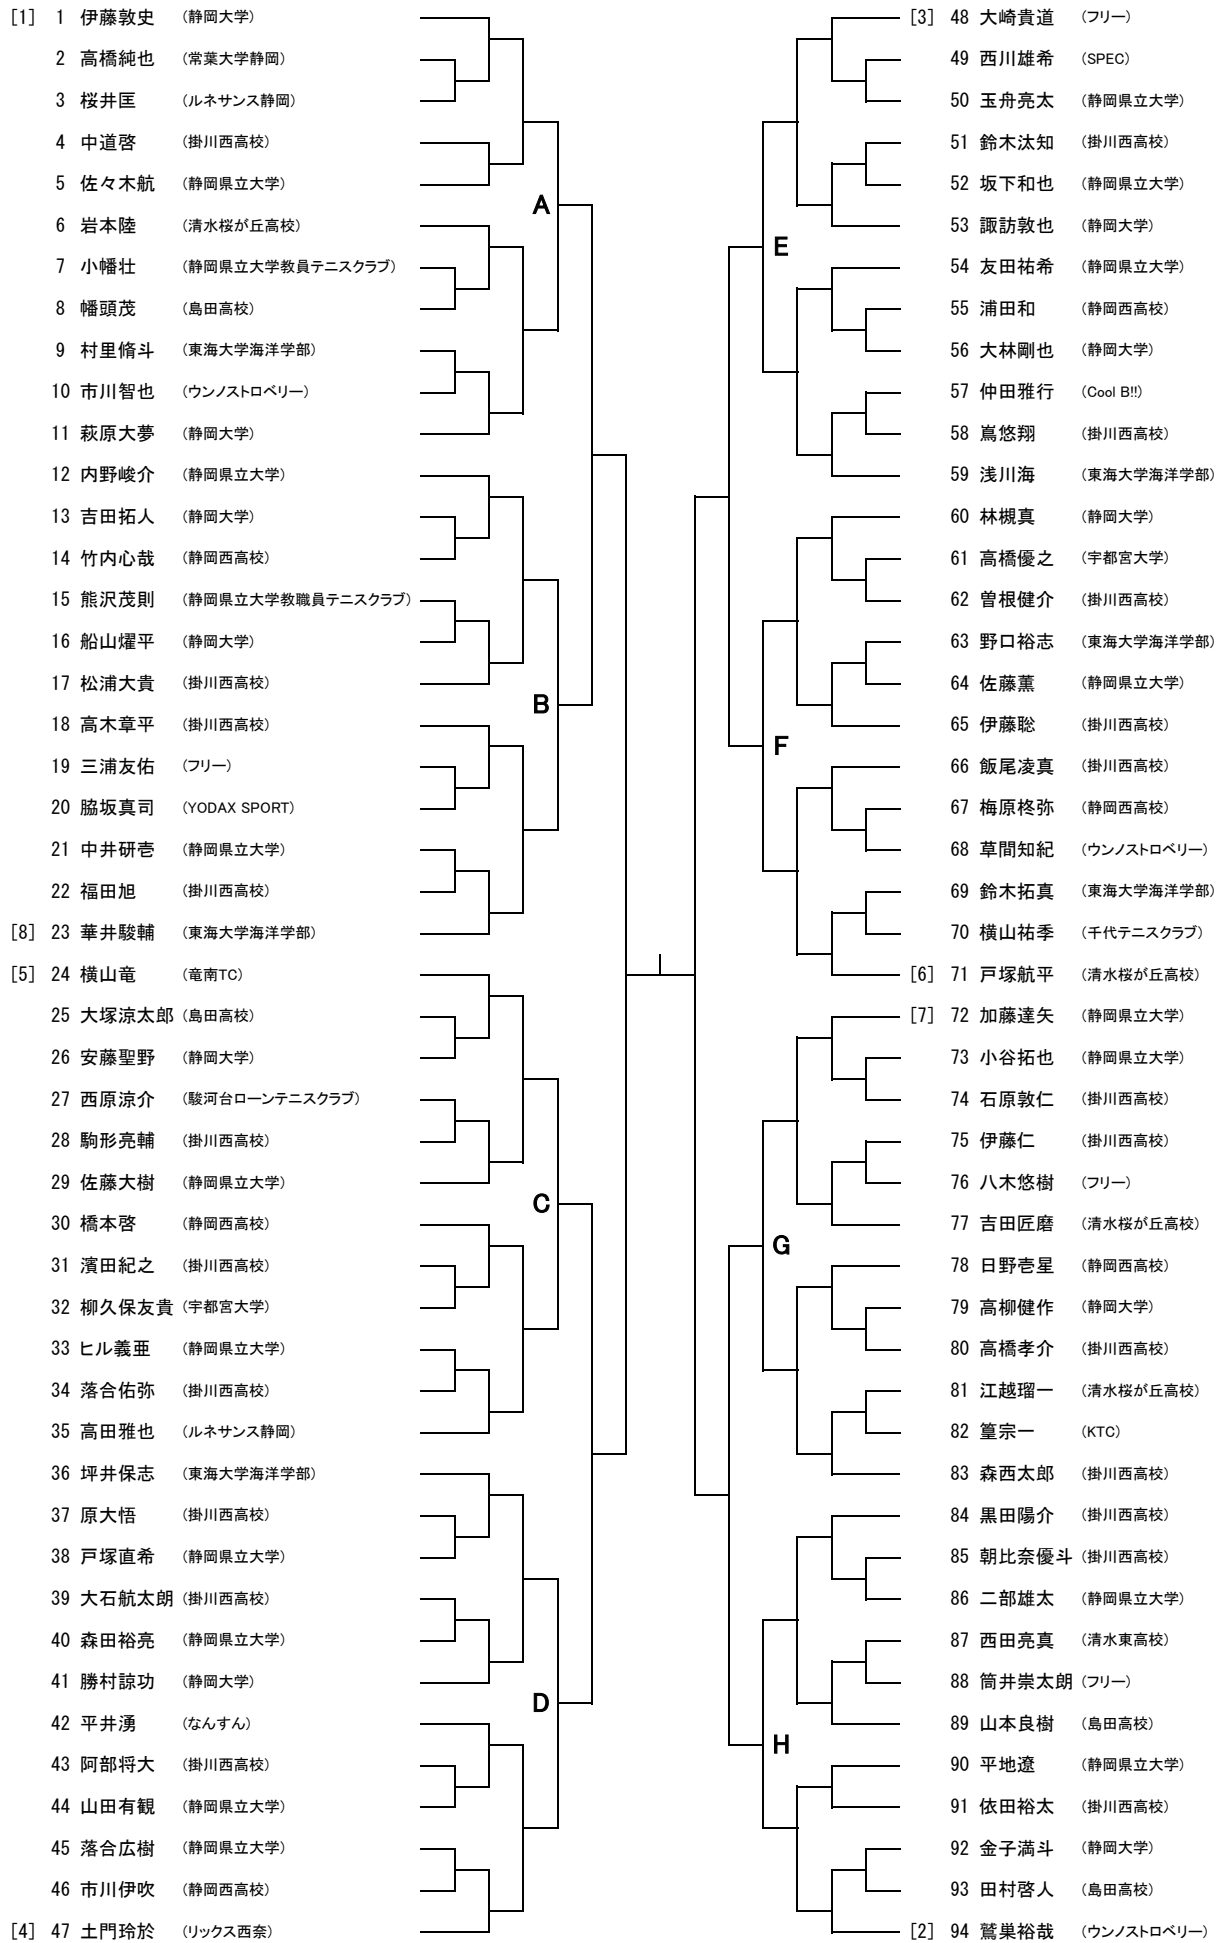 [1] 1 伊藤敦史 (静岡大学)
2 高橋純也 (常葉大学静岡)
3 桜井匡 (ルネサンス静岡)
4 中道啓 (掛川西高校)
5 佐々木航 (静岡県立大学)
A
6 岩本陸 (清水桜が丘高校)
7 小幡壮 (静岡県立大学教員テニスクラブ)
8 幡頭茂 (島田高校)
9 村里脩斗 (東海大学海洋学部)
10 市川智也 (ウンノストロベリー)
11 萩原大夢 (静岡大学)
12 内野峻介 (静岡県立大学)
13 吉田拓人 (静岡大学)
14 竹内心哉 (静岡西高校)
15 熊沢茂則 (静岡県立大学教職員テニスクラブ)
16 船山燿平 (静岡大学)
17 松浦大貴 (掛川西高校)
B
18 高木章平 (掛川西高校)
19 三浦友佑 (フリー)
20 脇坂真司 (YODAX SPORT)
21 中井研壱 (静岡県立大学)
22 福田旭 (掛川西高校)
[8] 23 華井駿輔 (東海大学海洋学部)
[5] 24 横山竜 (竜南TC)
25 大塚涼太郎 (島田高校)
26 安藤聖野 (静岡大学)
27 西原涼介 (駿河台ローンテニスクラブ)
28 駒形亮輔 (掛川西高校)
29 佐藤大樹 (静岡県立大学)
C
30 橋本啓 (静岡西高校)
31 濱田紀之 (掛川西高校)
32 柳久保友貴 (宇都宮大学)
33 ヒル義亜 (静岡県立大学)
34 落合佑弥 (掛川西高校)
35 高田雅也 (ルネサンス静岡)
36 坪井保志 (東海大学海洋学部)
37 原大悟 (掛川西高校)
38 戸塚直希 (静岡県立大学)
39 大石航太朗 (掛川西高校)
40 森田裕亮 (静岡県立大学)
41 勝村諒功 (静岡大学)
D
42 平井湧 (なんすん)
43 阿部将大 (掛川西高校)
44 山田有観 (静岡県立大学)
45 落合広樹 (静岡県立大学)
46 市川伊吹 (静岡西高校)
[4] 47 土門玲於 (リックス西奈)
[3] 48 大崎貴道 (フリー)
49 西川雄希 (SPEC)
50 玉舟亮太 (静岡県立大学)
51 鈴木汰知 (掛川西高校)
52 坂下和也 (静岡県立大学)
53 諏訪敦也 (静岡大学)
E
54 友田祐希 (静岡県立大学)
55 浦田和 (静岡西高校)
56 大林剛也 (静岡大学)
57 仲田雅行 (Cool B!!)
58 嶌悠翔 (掛川西高校)
59 浅川海 (東海大学海洋学部)
60 林槻真 (静岡大学)
61 高橋優之 (宇都宮大学)
62 曽根健介 (掛川西高校)
63 野口裕志 (東海大学海洋学部)
64 佐藤薫 (静岡県立大学)
65 伊藤聡 (掛川西高校)
F
66 飯尾凌真 (掛川西高校)
67 梅原柊弥 (静岡西高校)
68 草間知紀 (ウンノストロベリー)
69 鈴木拓真 (東海大学海洋学部)
70 横山祐季 (千代テニスクラブ)
[6] 71 戸塚航平 (清水桜が丘高校)
[7] 72 加藤達矢 (静岡県立大学)
73 小谷拓也 (静岡県立大学)
74 石原敦仁 (掛川西高校)
75 伊藤仁 (掛川西高校)
76 八木悠樹 (フリー)
77 吉田匠磨 (清水桜が丘高校)
G
78 日野壱星 (静岡西高校)
79 高柳健作 (静岡大学)
80 高橋孝介 (掛川西高校)
81 江越瑠一 (清水桜が丘高校)
82 篁宗一 (KTC)
83 森西太郎 (掛川西高校)
84 黒田陽介 (掛川西高校)
85 朝比奈優斗 (掛川西高校)
86 二部雄太 (静岡県立大学)
87 西田亮真 (清水東高校)
88 筒井崇太朗 (フリー)
89 山本良樹 (島田高校)
H
90 平地遼 (静岡県立大学)
91 依田裕太 (掛川西高校)
92 金子満斗 (静岡大学)
93 田村啓人 (島田高校)
[2] 94 鷲巣裕哉 (ウンノストロベリー)